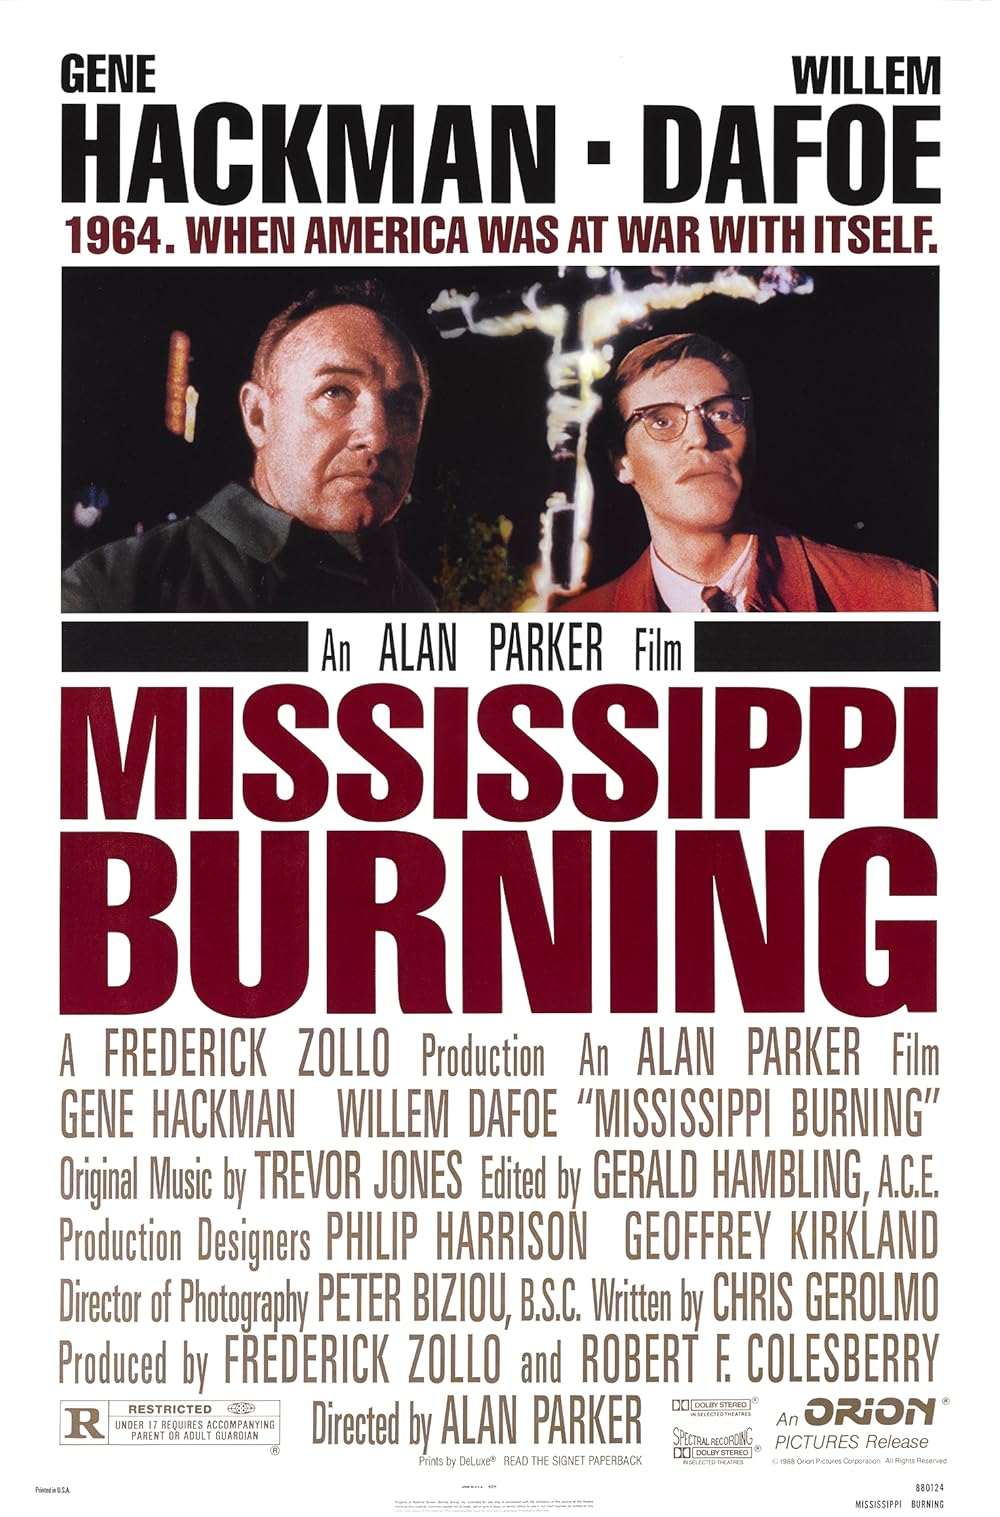 GENE WILLEM
HACKMAN · DAFOE
1964. WHEN AMERICA WAS AT WAR WITH ITSELF.
An ALAN PARKER Film
MISSISSIPPI
BURNING
A FREDERICK ZOLLO Production An ALAN PARKER Film
GENE HACKMAN WILLEM DAFOE “MISSISSIPPI BURNING”
Original Music by TREVOR JONES Edited by GERALD HAMBLING, A.C.E.
Production Designers PHILIP HARRISON GEOFFREY KIRKLAND
Director of Photography PETER BIZIOU, B.S.C. Written by CHRIS GEROLMO
Produced by FREDERICK ZOLLO and ROBERT F. COLESBERRY
R RESTRICTED
UNDER 17 REQUIRES ACCOMPANYING
PARENT OR ADULT GUARDIAN
®
Directed by ALAN PARKER
Prints by DeLuxe® READ THE SIGNET PAPERBACK
DOLBY STEREO ®
IN SELECTED THEATRES
SPECTRAL RECORDING
DOLBY STEREO ®
IN SELECTED THEATRES
An ORION ®
PICTURES Release
© 1988 Orion Pictures Corporation. All Rights Reserved.
Printed in U.S.A.
880124
MISSISSIPPI BURNING